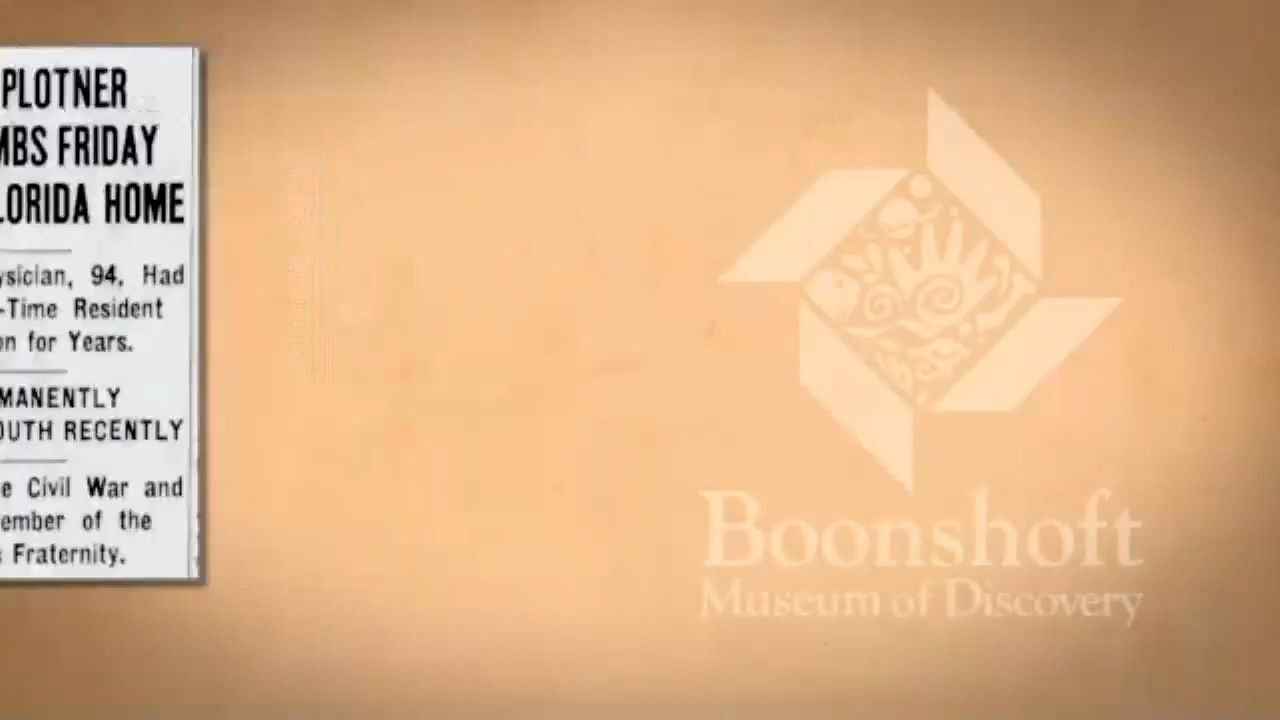 PLOTNER
MBS FRIDAY
LORIDA HOME
ysician, 94, Had
-Time Resident
on for Years.
MANENTLY
OUTH RECENTLY
e Civil War and
ember of the
s Fraternity.
Boonshoft
Museum of Discovery